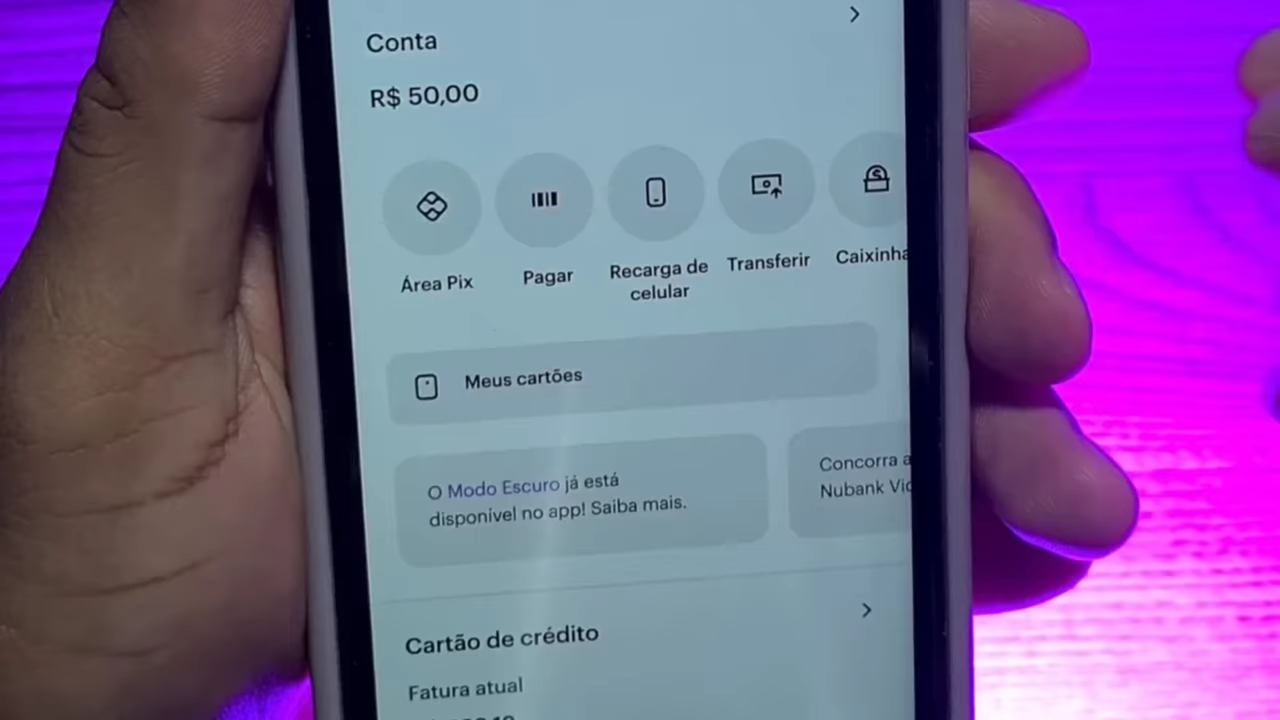 Conta
R$ 50,00
Área Pix
Pagar
Recarga de
celular
Transferir
Caixinha
Meus cartões
O Modo Escuro já está
disponível no app! Saiba mais.
Concorra a
Nubank
Cartão de crédito
Fatura atual